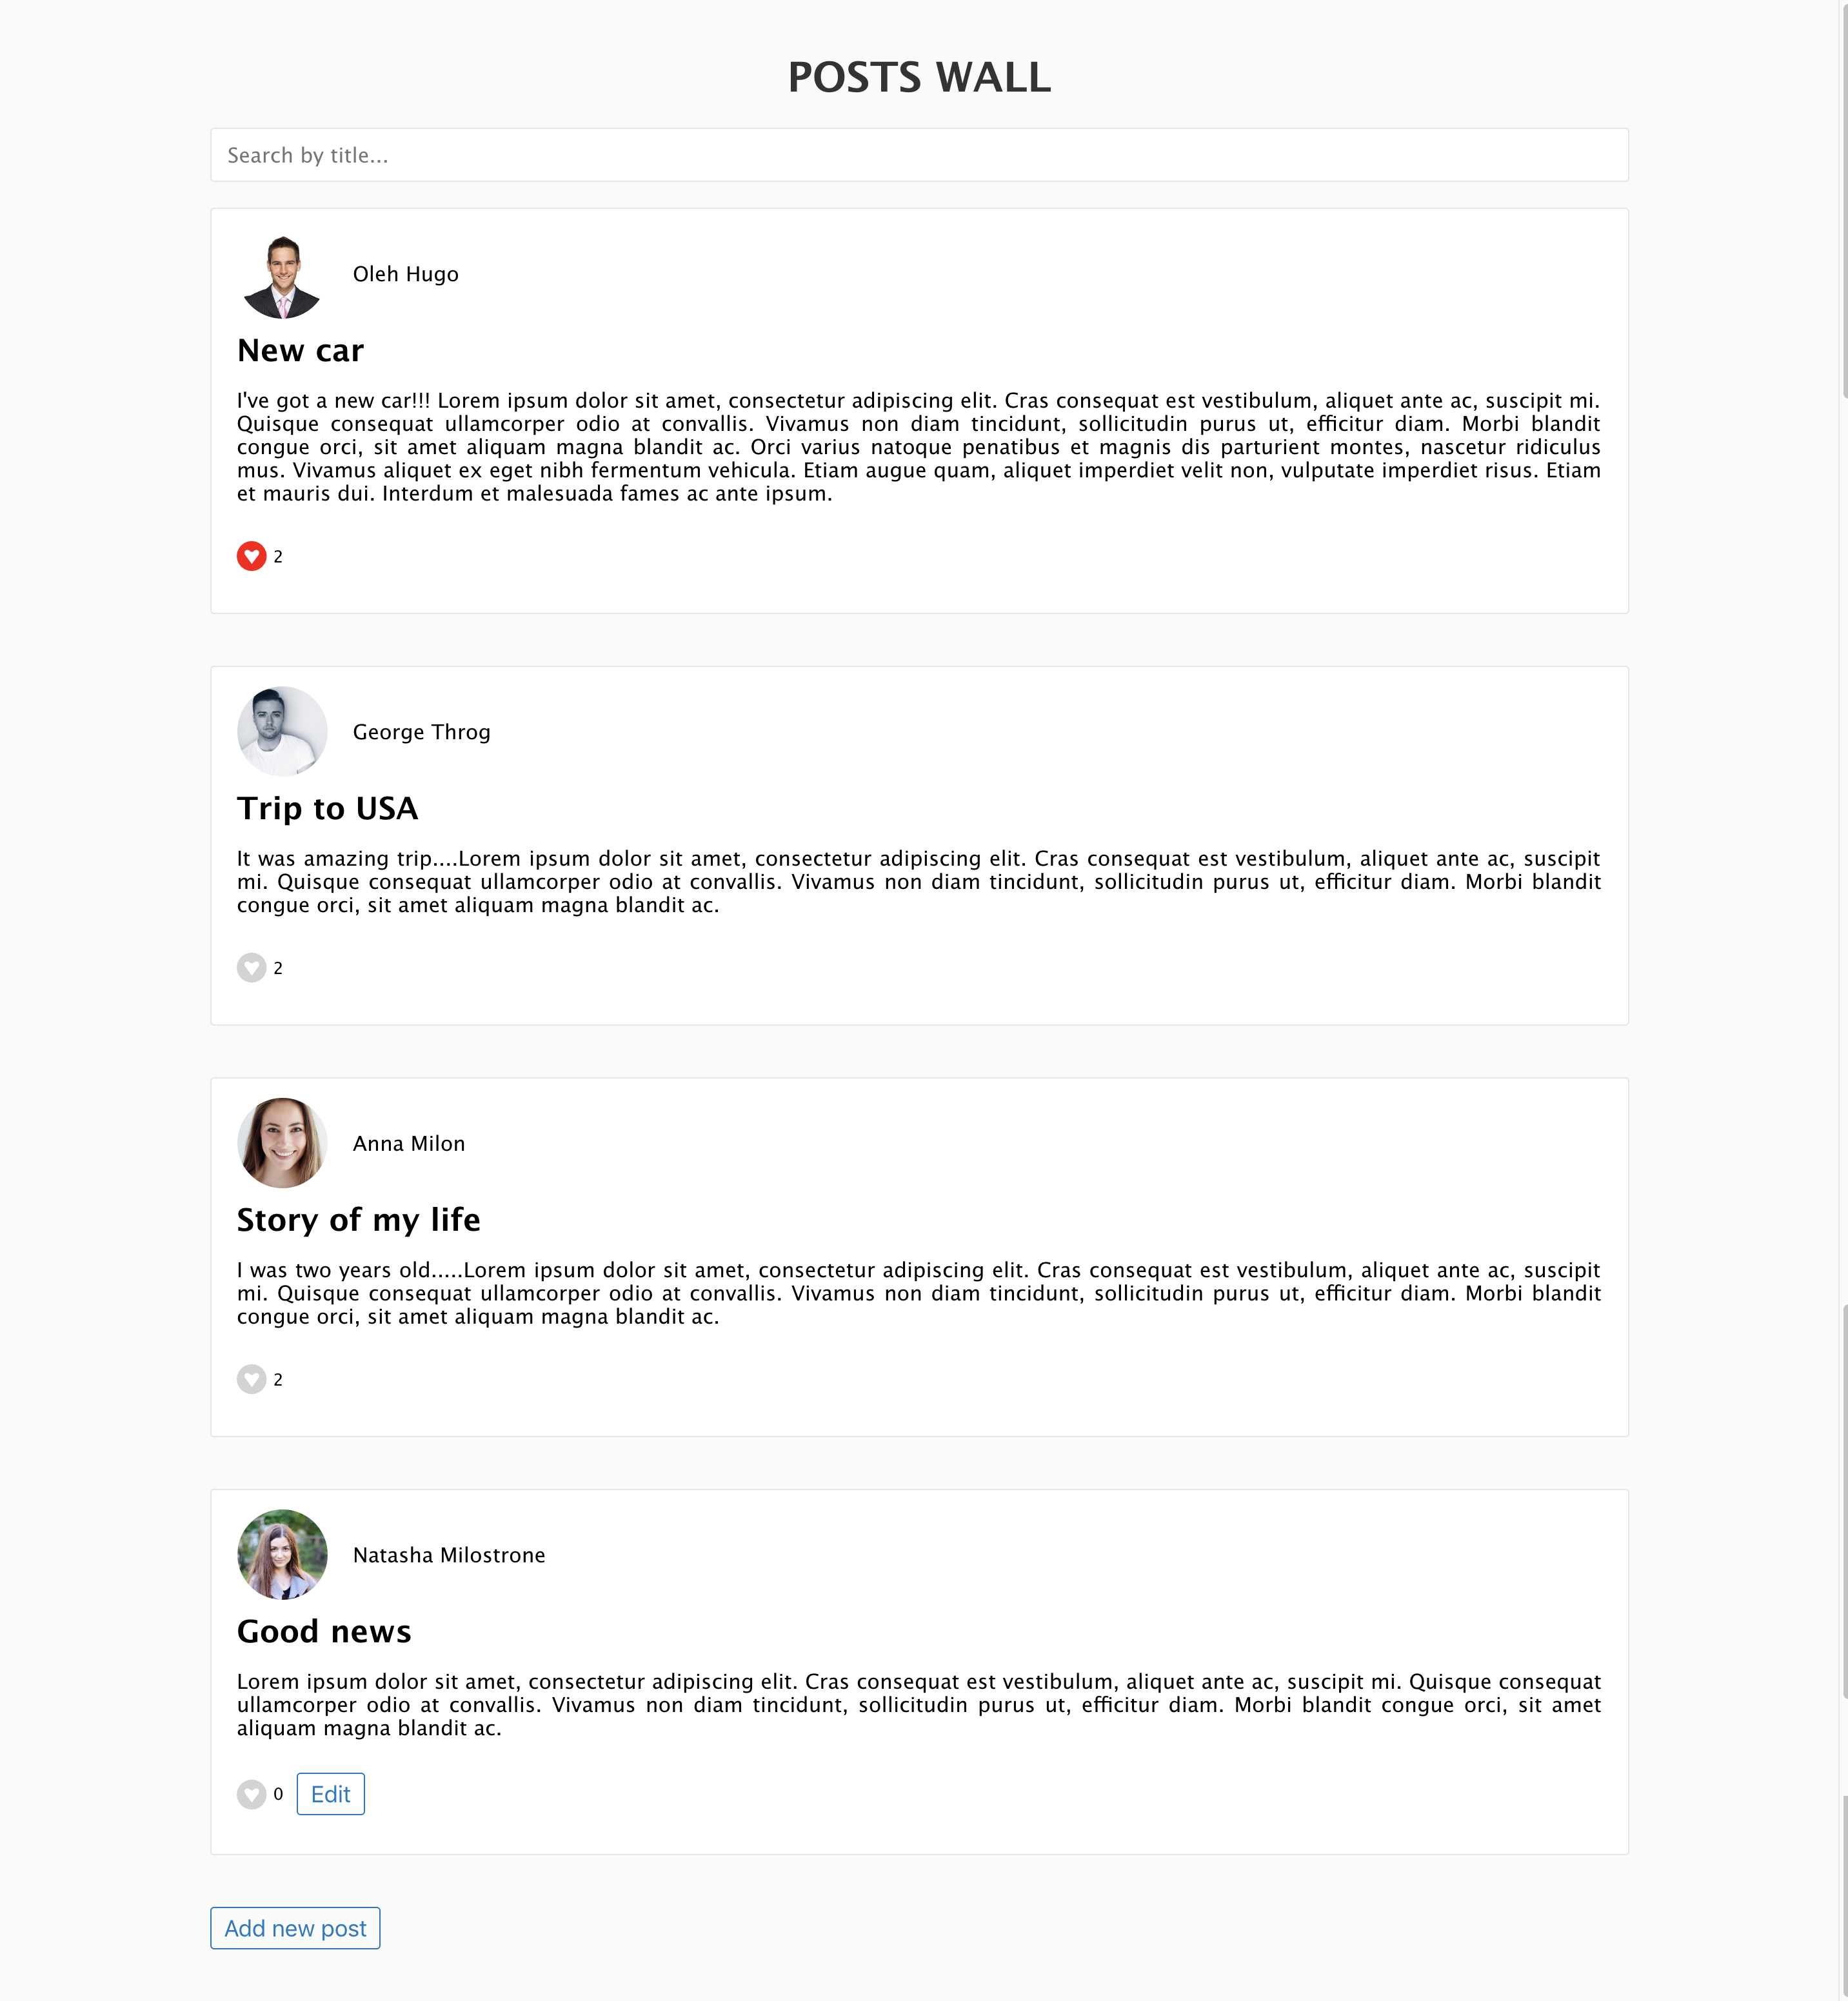 POSTS WALL
Search by title...
Oleh Hugo
New car
I've got a new car!!! Lorem ipsum dolor sit amet, consectetur adipiscing elit. Cras consequat est vestibulum, aliquet ante ac, suscipit mi.
Quisque consequat ullamcorper odio at convallis. Vivamus non diam tincidunt, sollicitudin purus ut, efficitur diam. Morbi blandit
congue orci, sit amet aliquam magna blandit ac. Orci varius natoque penatibus et magnis dis parturient montes, nascetur ridiculus
mus. Vivamus aliquet ex eget nibh fermentum vehicula. Etiam augue quam, aliquet imperdiet velit non, vulputate imperdiet risus. Etiam
et mauris dui. Interdum et malesuada fames ac ante ipsum.
2
George Throg
Trip to USA
It was amazing trip....Lorem ipsum dolor sit amet, consectetur adipiscing elit. Cras consequat est vestibulum, aliquet ante ac, suscipit
mi. Quisque consequat ullamcorper odio at convallis. Vivamus non diam tincidunt, sollicitudin purus ut, efficitur diam. Morbi blandit
congue orci, sit amet aliquam magna blandit ac.
2
Anna Milon
Story of my life
I was two years old.....Lorem ipsum dolor sit amet, consectetur adipiscing elit. Cras consequat est vestibulum, aliquet ante ac, suscipit
mi. Quisque consequat ullamcorper odio at convallis. Vivamus non diam tincidunt, sollicitudin purus ut, efficitur diam. Morbi blandit
congue orci, sit amet aliquam magna blandit ac.
2
Natasha Milostrone
Good news
Lorem ipsum dolor sit amet, consectetur adipiscing elit. Cras consequat est vestibulum, aliquet ante ac, suscipit mi. Quisque consequat
ullamcorper odio at convallis. Vivamus non diam tincidunt, sollicitudin purus ut, efficitur diam. Morbi blandit congue orci, sit amet
aliquam magna blandit ac.
0 Edit
Add new post